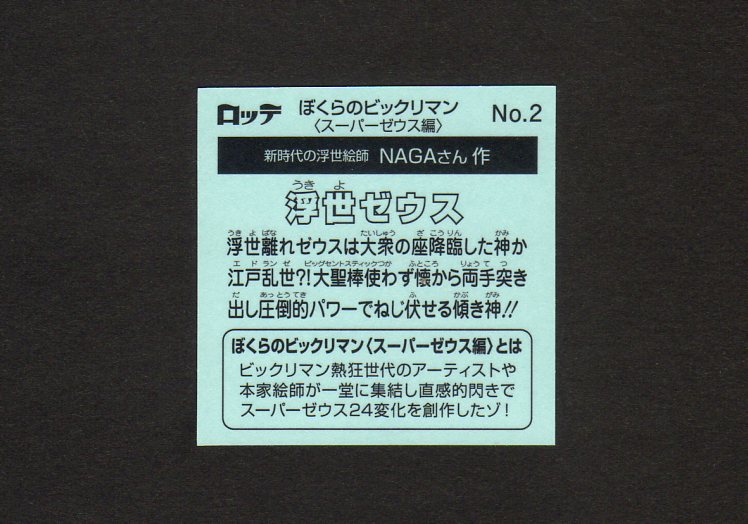 ロッテ ぼくらのビックリマン No.2
〈スーパーゼウス編〉
新時代の浮世絵師 NAGAさん 作
うき よ
浮世ゼウス
うき よ ばな たいしゅう ざ こうりん かみ
浮世離れゼウスは大衆の座降臨した神か
エ ド ラン ゼ ビッグセントスティックつか ふところ りょう て つ
江戸乱世?!大聖棒使わず懐から両手突き
だ あっとうてき ふ かぶ がみ
出し圧倒的パワーでねじ伏せる傾き神!!
ぼくらのビックリマン〈スーパーゼウス編〉とは
ビックリマン熱狂世代のアーティストや
本家絵師が一堂に集結し直感的閃きで
スーパーゼウス24変化を創作したゾ!